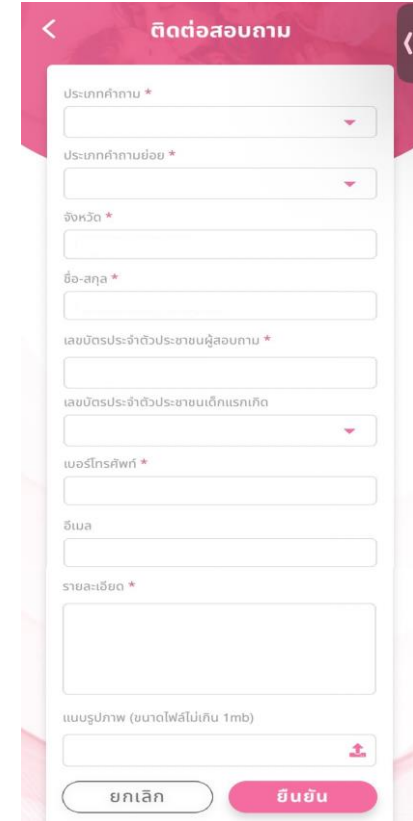 ติดต่อสอบถาม
ประเภทคำถาม *
ประเภทคำถามย่อย *
จังหวัด *
ชื่อ-สกุล *
เลขบัตรประจำตัวประชาชนผู้สอบถาม *
เลขบัตรประจำตัวประชาชนเด็กแรกเกิด
เบอร์โทรศัพท์ *
อีเมล
รายละเอียด *
แนบรูปภาพ (ขนาดไฟล์ไม่เกิน 1mb)
ยกเลิก ยืนยัน